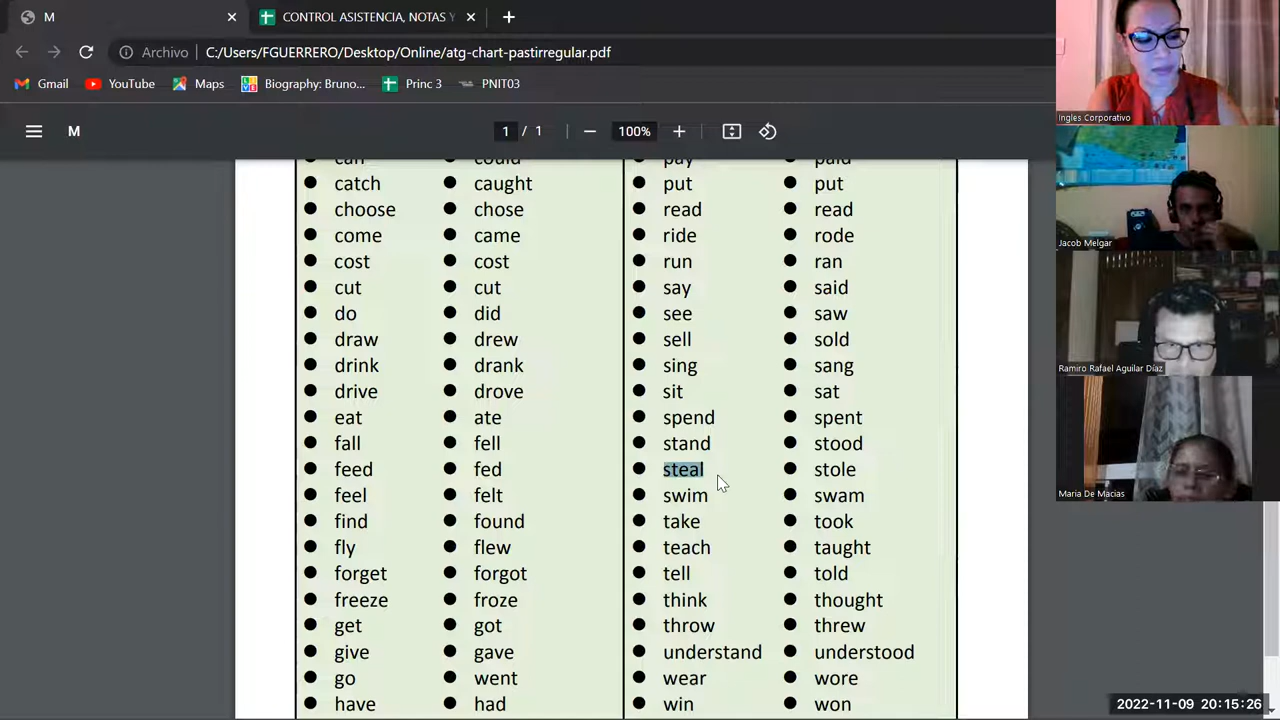 M
CONTROL ASISTENCIA, NOTAS Y
Archivo C:/Users/FGUERRERO/Desktop/Online/atg-chart-pastirregular.pdf
Gmail YouTube Maps Biography: Bruno... Princ 3 PNIT03
M 1 / 1 100%
can could pay paid
catch caught put put
choose chose read read
come came ride rode
cost cost run ran
cut cut say said
do did see saw
draw drew sell sold
drink drank sing sang
drive drove sit sat
eat ate spend spent
fall fell stand stood
feed fed steal stole
feel felt swim swam
find found take took
fly flew teach taught
forget forgot tell told
freeze froze think thought
get got throw threw
give gave understand understood
go went wear wore
have had win won
Ingles Corporativo
Jacob Melgar
Ramiro Rafael Aguilar Díaz
Maria De Macias
2022-11-09 20:15:26